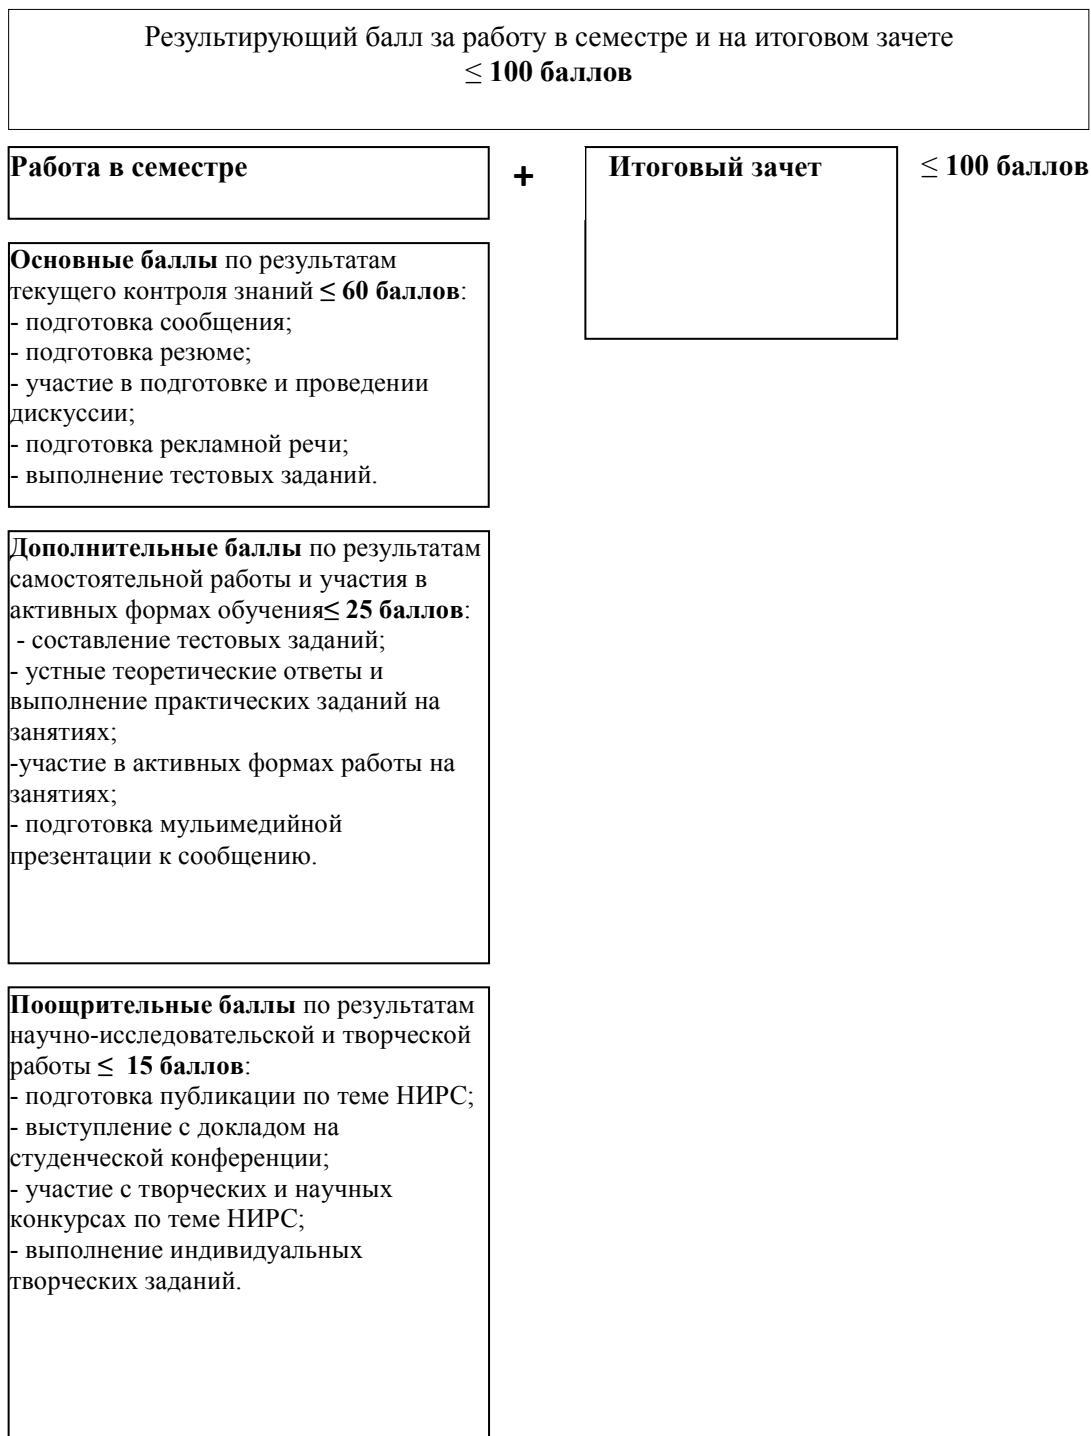 Результирующий балл за работу в семестре и на итоговом зачете
≤ 100 баллов
Работа в семестре
+
Итоговый зачет
≤ 100 баллов
Основные баллы по результатам
текущего контроля знаний ≤ 60 баллов:
- подготовка сообщения;
- подготовка резюме;
- участие в подготовке и проведении
дискуссии;
- подготовка рекламной речи;
- выполнение тестовых заданий.
Дополнительные баллы по результатам
самостоятельной работы и участия в
активных формах обучения≤ 25 баллов:
- составление тестовых заданий;
- устные теоретические ответы и
выполнение практических заданий на
занятиях;
-участие в активных формах работы на
занятиях;
- подготовка мульимедийной
презентации к сообщению.
Поощрительные баллы по результатам
научно-исследовательской и творческой
работы ≤ 15 баллов:
- подготовка публикации по теме НИРС;
- выступление с докладом на
студенческой конференции;
- участие с творческих и научных
конкурсах по теме НИРС;
- выполнение индивидуальных
творческих заданий.